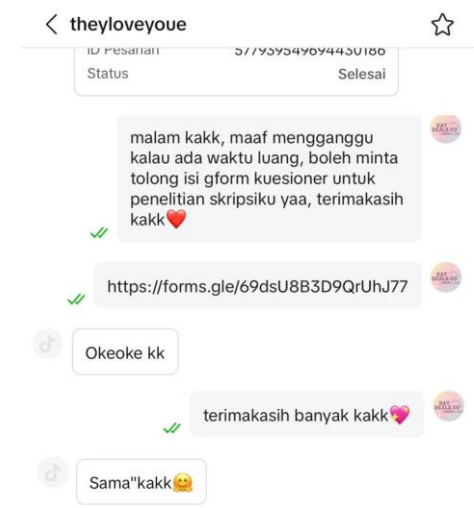 theyloveyoue
ID Pesanan 577939549694430186
Status Selesai
malam kakk, maaf mengganggu
kalau ada waktu luang, boleh minta
tolong isi gform kuesioner untuk
penelitian skripsiku yaa, terimakasih
kakk❤️
https://forms.gle/69dsU8B3D9QrUhJ77
Okeoke kk
terimakasih banyak kakk💖
Sama"kakk🤗